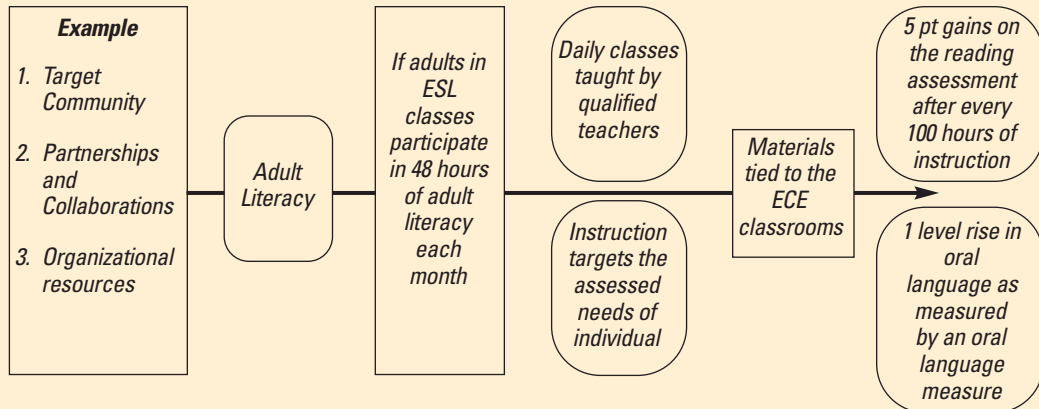 Example
1. Target
Community
2. Partnerships
and
Collaborations
3. Organizational
resources
Adult
Literacy
If adults in
ESL
classes
participate
in 48 hours
of adult
literacy
each
month
Daily classes
taught by
qualified
teachers
Instruction
targets the
assessed
needs of
individual
Materials
tied to the
ECE
classrooms
5 pt gains on
the reading
assessment
after every
100 hours of
instruction
1 level rise in
oral
language as
measured
by an oral
language
measure